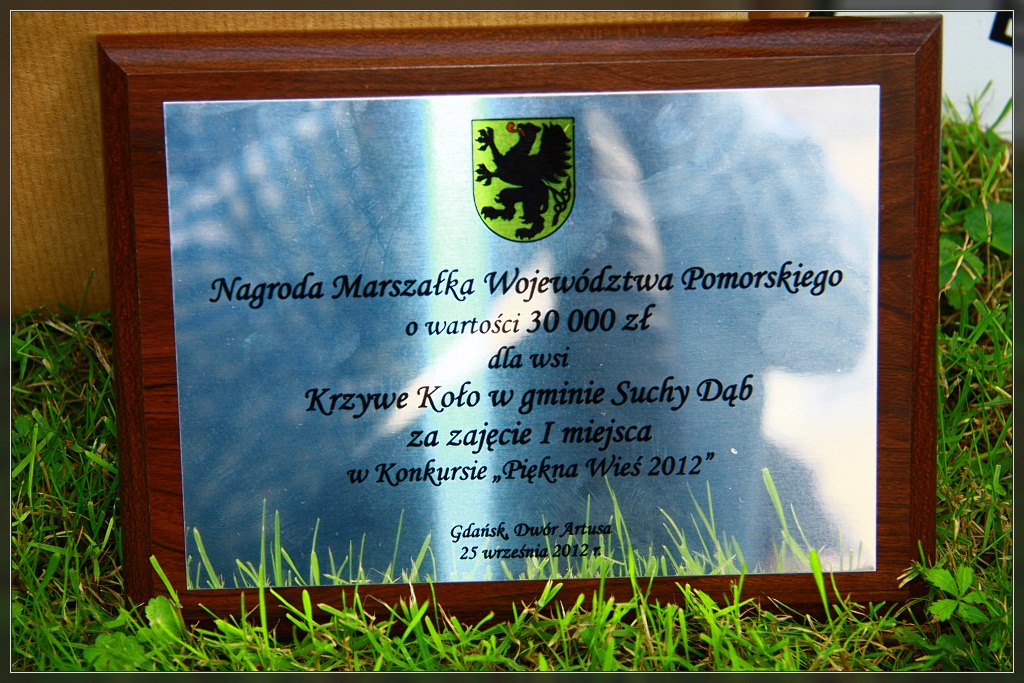 Nagroda Marszałka Województwa Pomorskiego
o wartości 30 000 zł
dla wsi
Krzywe Koło w gminie Suchy Dąb
za zajęcie I miejsca
w Konkursie „Piękna Wieś 2012”
Gdańsk, Dwór Artusa
25 września 2012 r.